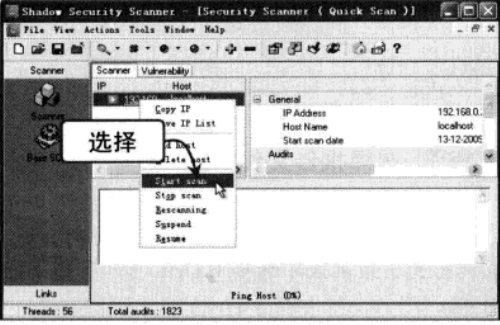 Shadow Security Scanner - [Security Scanner ( Quick Scan )]
File View Actions Tools Window Help
Scanner
Scanner Vulnerability
IP Host
General
IP Address 192.168.0.
Host Name localhost
Start scan date 13-12-2005
Audits
Scanner
Copy IP
IP List
选择
host
Start scan
Stop scan
Rescanning
Suspend
Resume
Links
Ping Host (0%)
Threads: 56 Total audits: 1823